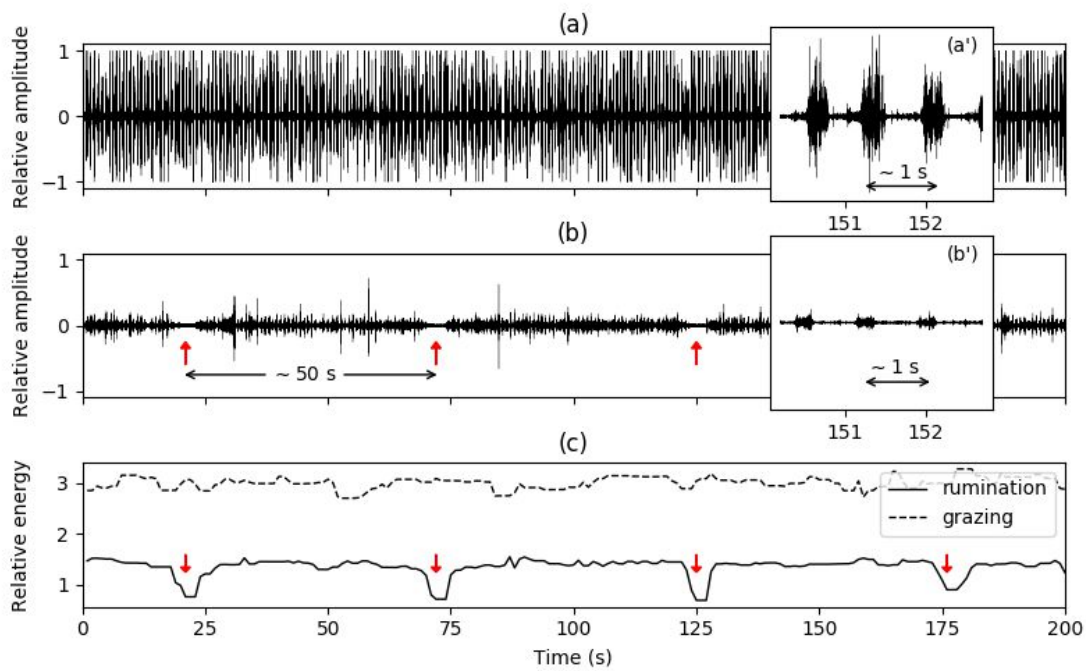 (a)
Relative amplitude
1
0
−1
(a')
~ 1 s
151 152
(b)
Relative amplitude
1
0
−1
~ 50 s
(b')
~ 1 s
151 152
(c)
Relative energy
3
2
1
rumination
grazing
0 25 50 75 100 125 150 175 200
Time (s)